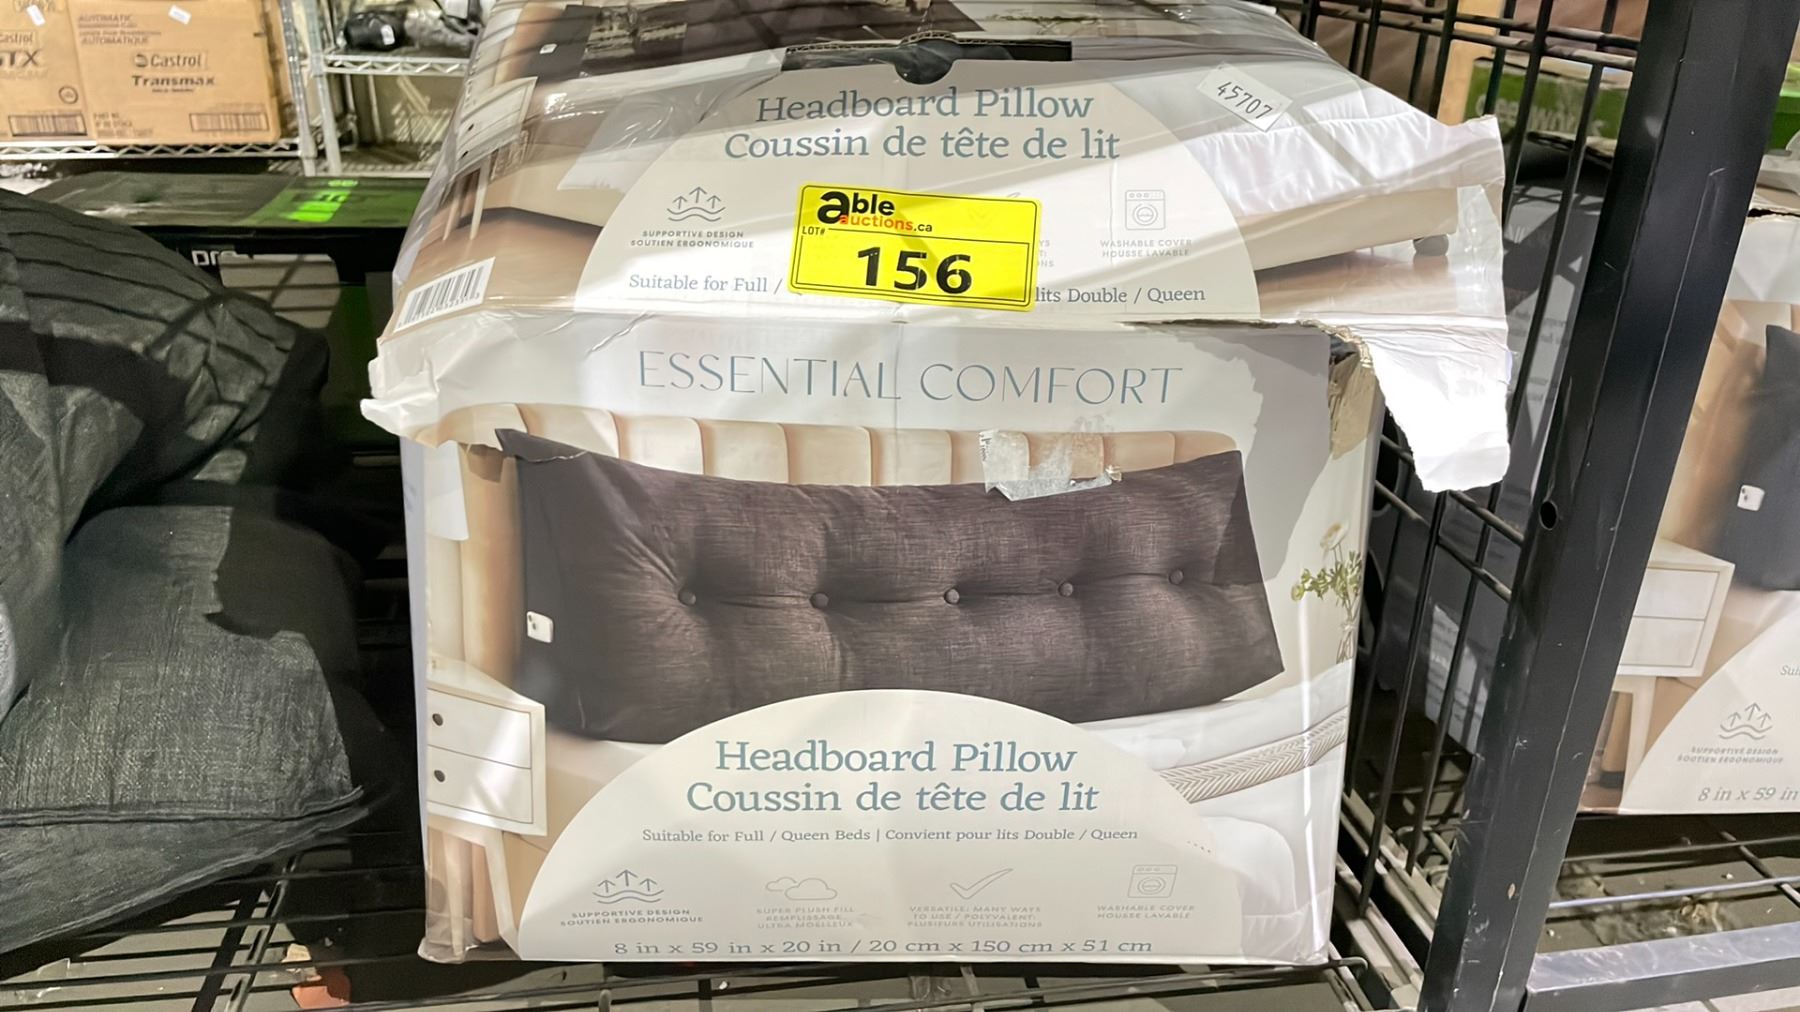 AUTOMATIC
AUTOMATIQUE
Castrol
TX
Castrol
Transmax
Headboard Pillow
Coussin de tête de lit
45707
able
auctions.ca
LOT#
156
SUPPORTIVE DESIGN
SOUTIEN ERGONOMIQUE
WASHABLE COVER
HOUSSE LAVABLE
Suitable for Full /
lits Double / Queen
ESSENTIAL COMFORT
Headboard Pillow
Coussin de tête de lit
Suitable for Full / Queen Beds | Convient pour lits Double / Queen
SUPPORTIVE DESIGN
SOUTIEN ERGONOMIQUE
SUPER PLUSH FILL
REMPLISSAGE
ULTRA MOELLEUX
VERSATILE: MANY WAYS
TO USE / POLYVALENT:
PLUSIEURS UTILISATIONS
WASHABLE COVER
HOUSSE LAVABLE
8 in x 59 in x 20 in / 20 cm x 150 cm x 51 cm
SUPPORTIVE DESIGN
SOUTIEN ERGONOMIQUE
8 in x 59 in